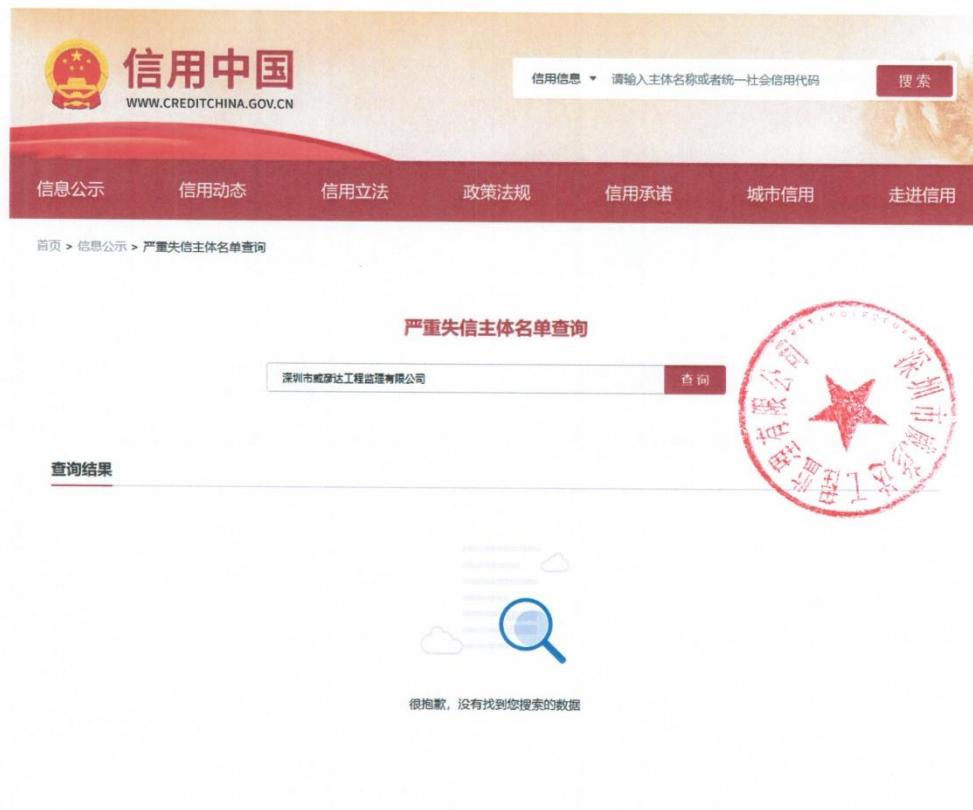 信用中国
WWW.CREDITCHINA.GOV.CN
信用信息 请输入主体名称或者统一社会信用代码 搜索
信息公示 信用动态 信用立法 政策法规 信用承诺 城市信用 走进信用
首页 > 信息公示 > 严重失信主体名单查询
严重失信主体名单查询
深圳市威彦达工程监理有限公司 查询
深圳市威彦达工程监理有限公司
查询结果
很抱歉,没有找到您搜索的数据